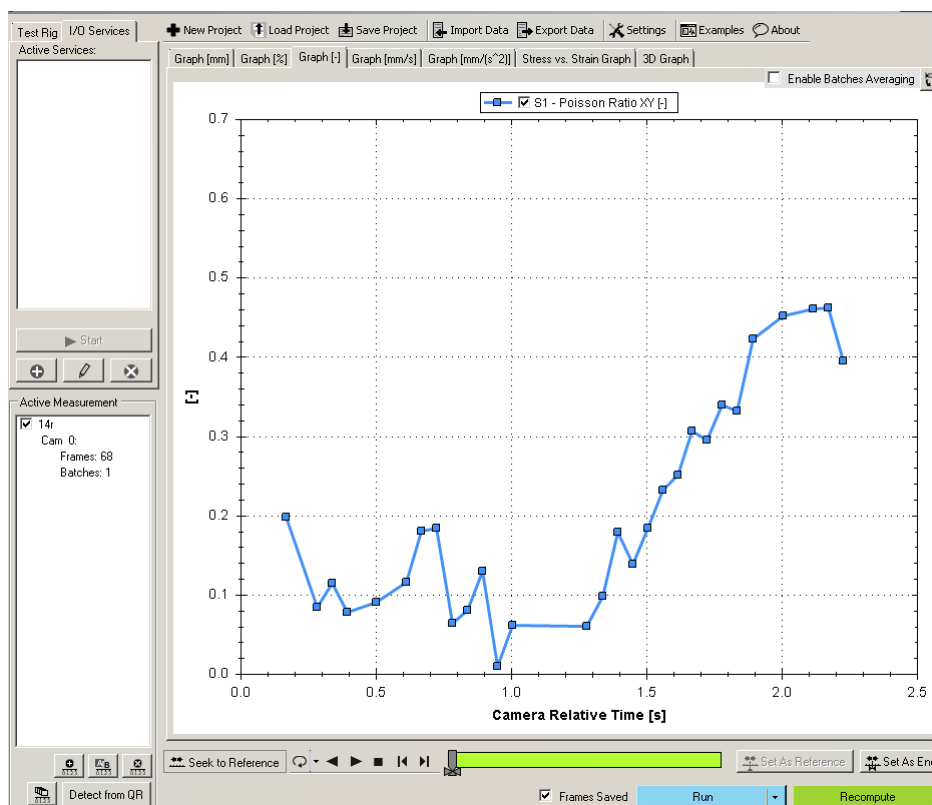 Test Rig I/O Services
New Project Load Project Save Project Import Data Export Data Settings Examples About
Active Services:
Graph [mm] Graph [%] Graph [-] Graph [mm/s] Graph [mm/(s^2)] Stress vs. Strain Graph 3D Graph
Enable Batches Averaging
S1 - Poisson Ratio XY [-]
0.7
0.6
0.5
0.4
0.3
0.2
0.1
0.0
[-]
0.0 0.5 1.0 1.5 2.0 2.5
Camera Relative Time [s]
Start
Active Measurement
14r
Cam 0:
Frames: 68
Batches: 1
0123 0123 0123
0123 Detect from QR
Seek to Reference
Set As Reference Set As En
Frames Saved Run Recompute